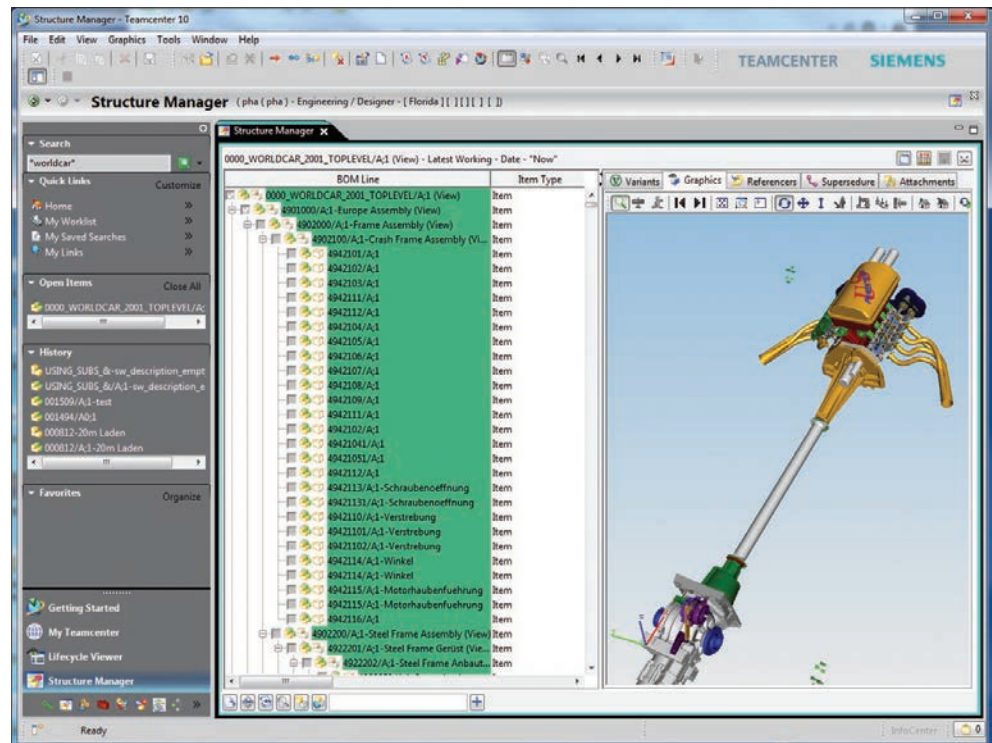 Structure Manager - Teamcenter 10
File Edit View Graphics Tools Window Help
TEAMCENTER SIEMENS
Structure Manager ( pha ( pha ) - Engineering / Designer - [ Florida ] [ ] [ ] [ ] [ ])
Search
*worldcar*
Quick Links Customize
Home
My Worklist
My Saved Searches
My Links
Open Items Close All
0000_WORLDCAR_2001_TOPLEVEL/A;
History
USING_SUBS_&-sw_description_empt
USING_SUBS_&/A;1-sw_description_e
001509/A;1-test
001494/A0;1
000812-20m Laden
000812/A;1-20m Laden
Favorites Organize
Getting Started
My Teamcenter
Lifecycle Viewer
Structure Manager
Structure Manager
0000_WORLDCAR_2001_TOPLEVEL/A;1 (View) - Latest Working - Date - "Now"
BOM Line Item Type
0000_WORLDCAR_2001_TOPLEVEL/A;1 (View) Item
4901000/A;1-Europe Assembly (View) Item
4902000/A;1-Frame Assembly (View) Item
4902100/A;1-Crash Frame Assembly (Vi... Item
4942101/A;1 Item
4942102/A;1 Item
4942103/A;1 Item
4942111/A;1 Item
4942112/A;1 Item
4942104/A;1 Item
4942105/A;1 Item
4942106/A;1 Item
4942107/A;1 Item
4942108/A;1 Item
4942109/A;1 Item
4942111/A;1 Item
4942102/A;1 Item
49421041/A;1 Item
49421051/A;1 Item
4942112/A;1 Item
4942113/A;1-Schraubenoeffnung Item
49421131/A;1-Schraubenoeffnung Item
4942110/A;1-Verstrebung Item
49421101/A;1-Verstrebung Item
49421102/A;1-Verstrebung Item
4942114/A;1-Winkel Item
4942114/A;1-Winkel Item
4942115/A;1-Motorhaubenfuehrung Item
4942115/A;1-Motorhaubenfuehrung Item
4942116/A;1 Item
4902200/A;1-Steel Frame Assembly (View) Item
4922201/A;1-Steel Frame Gerüst (Vie... Item
4922202/A;1-Steel Frame Anbaut... Item
Variants Graphics Referencers Supersedure Attachments
Ready
InfoCenter 0